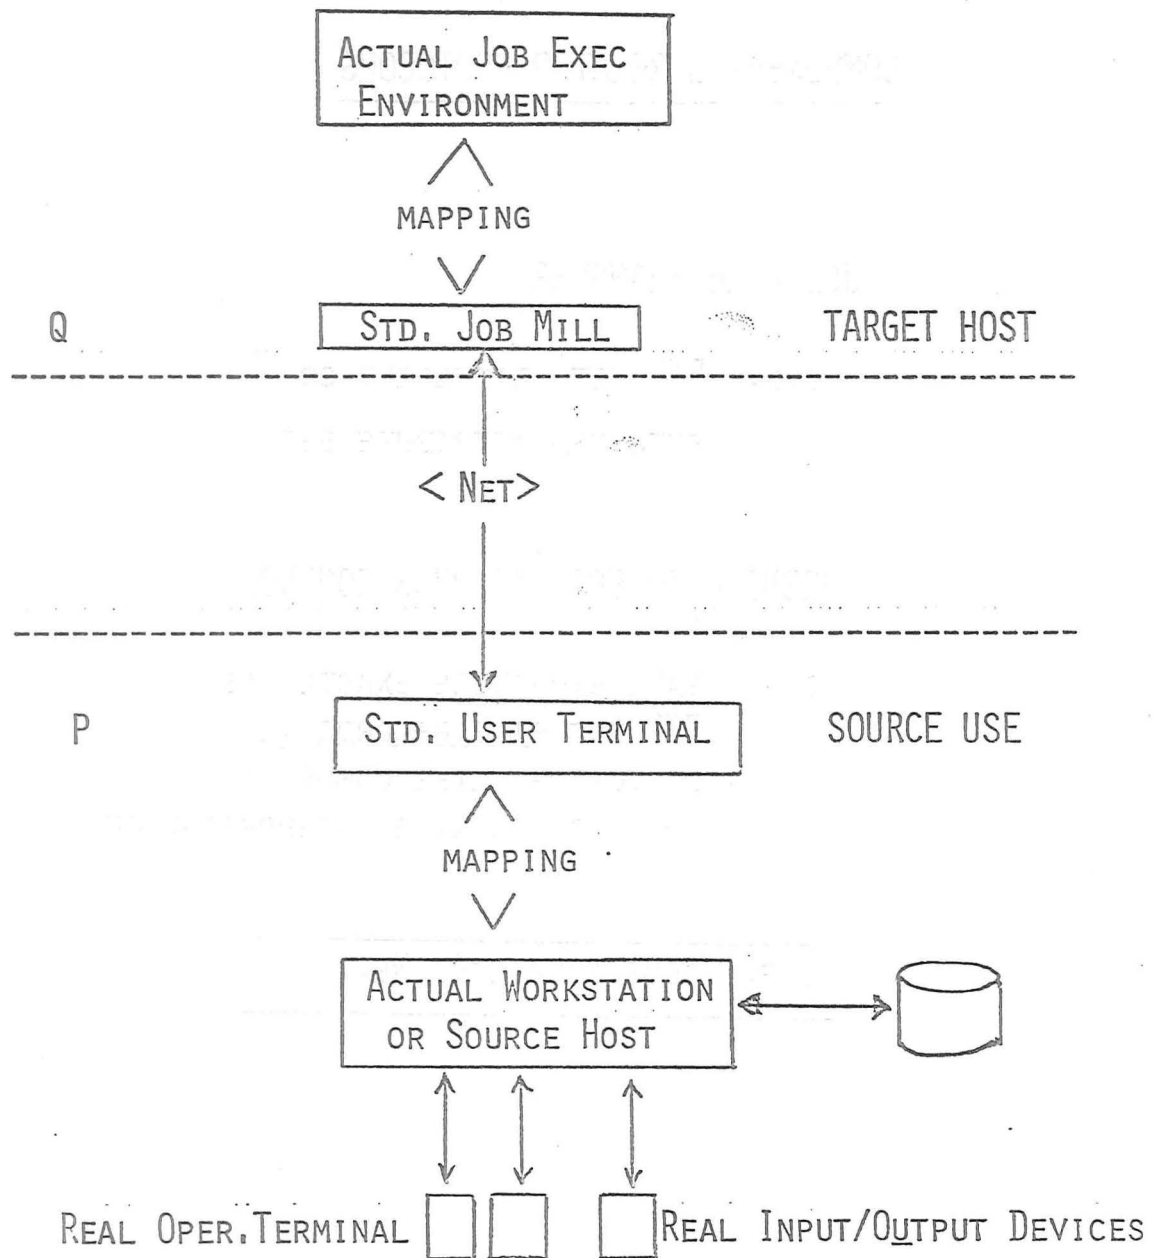 ACTUAL JOB EXEC
ENVIRONMENT
MAPPING
Q
STD. JOB MILL
TARGET HOST
< NET>
P
STD. USER TERMINAL
SOURCE USE
MAPPING
ACTUAL WORKSTATION
OR SOURCE HOST
REAL OPER.TERMINAL
REAL INPUT/OUTPUT DEVICES